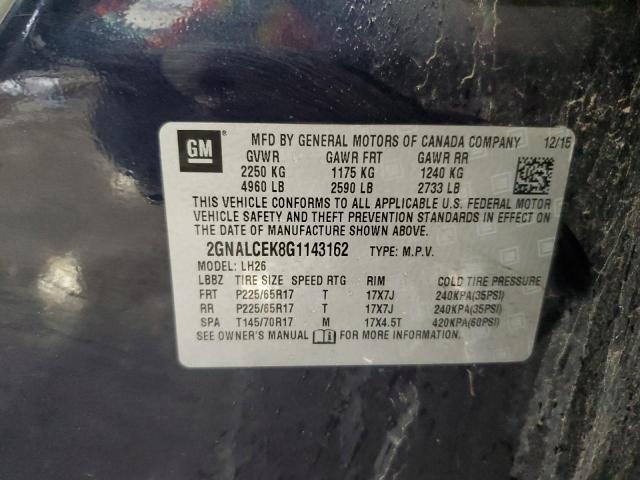 GM ® MFD BY GENERAL MOTORS OF CANADA COMPANY 12/15
GVWR GAWR FRT GAWR RR
2250 KG 1175 KG 1240 KG
4960 LB 2590 LB 2733 LB
THIS VEHICLE CONFORMS TO ALL APPLICABLE U.S. FEDERAL MOTOR
VEHICLE SAFETY AND THEFT PREVENTION STANDARDS IN EFFECT ON
THE DATE OF MANUFACTURE SHOWN ABOVE.
2GNALCEK8G1143162 TYPE: M.P.V.
MODEL: LH26
LBBZ TIRE SIZE SPEED RTG RIM COLD TIRE PRESSURE
FRT P225/65R17 T 17X7J 240KPA(35PSI)
RR P225/65R17 T 17X7J 240KPA(35PSI)
SPA T145/70R17 M 17X4.5T 420KPA(60PSI)
SEE OWNER'S MANUAL FOR MORE INFORMATION.